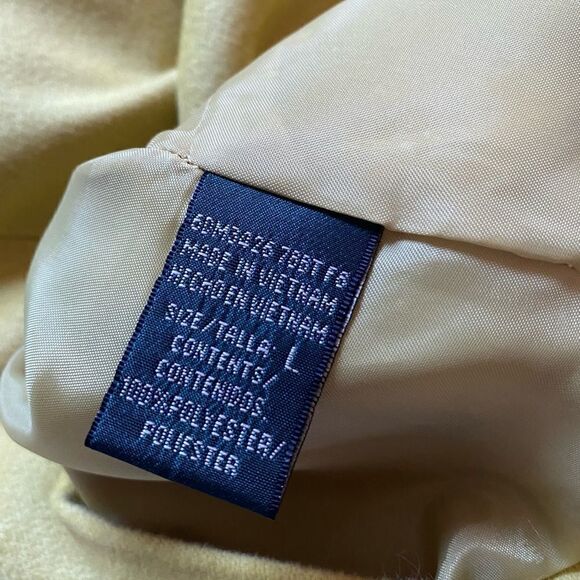 MADE IN VIETNAM
HECHO EN VIETNAM
SIZE/TALLA: L
CONTENTS/
CONTENIDOS
100%POLYESTER/
POLIESTER